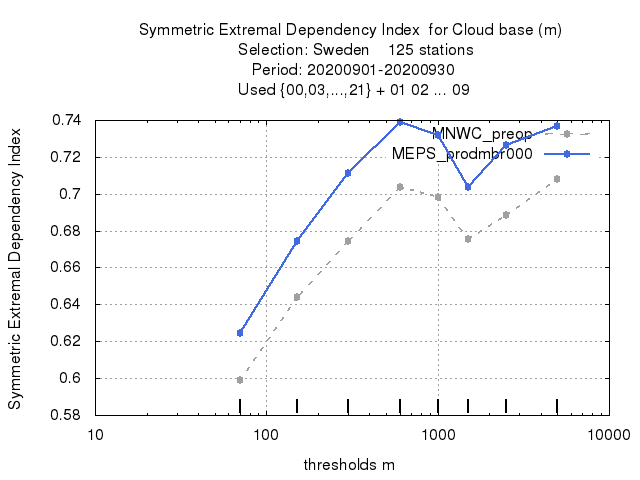 Symmetric Extremal Dependency Index  for Cloud base (m)
Selection: Sweden    125 stations
Period: 20200901-20200930
Used {00,03,...,21} + 01 02 ... 09
Symmetric Extremal Dependency Index
0.74
0.72
0.7
0.68
0.66
0.64
0.62
0.6
0.58
MNWC_preop
MEPS_prodmbr000
10
100
1000
10000
thresholds m